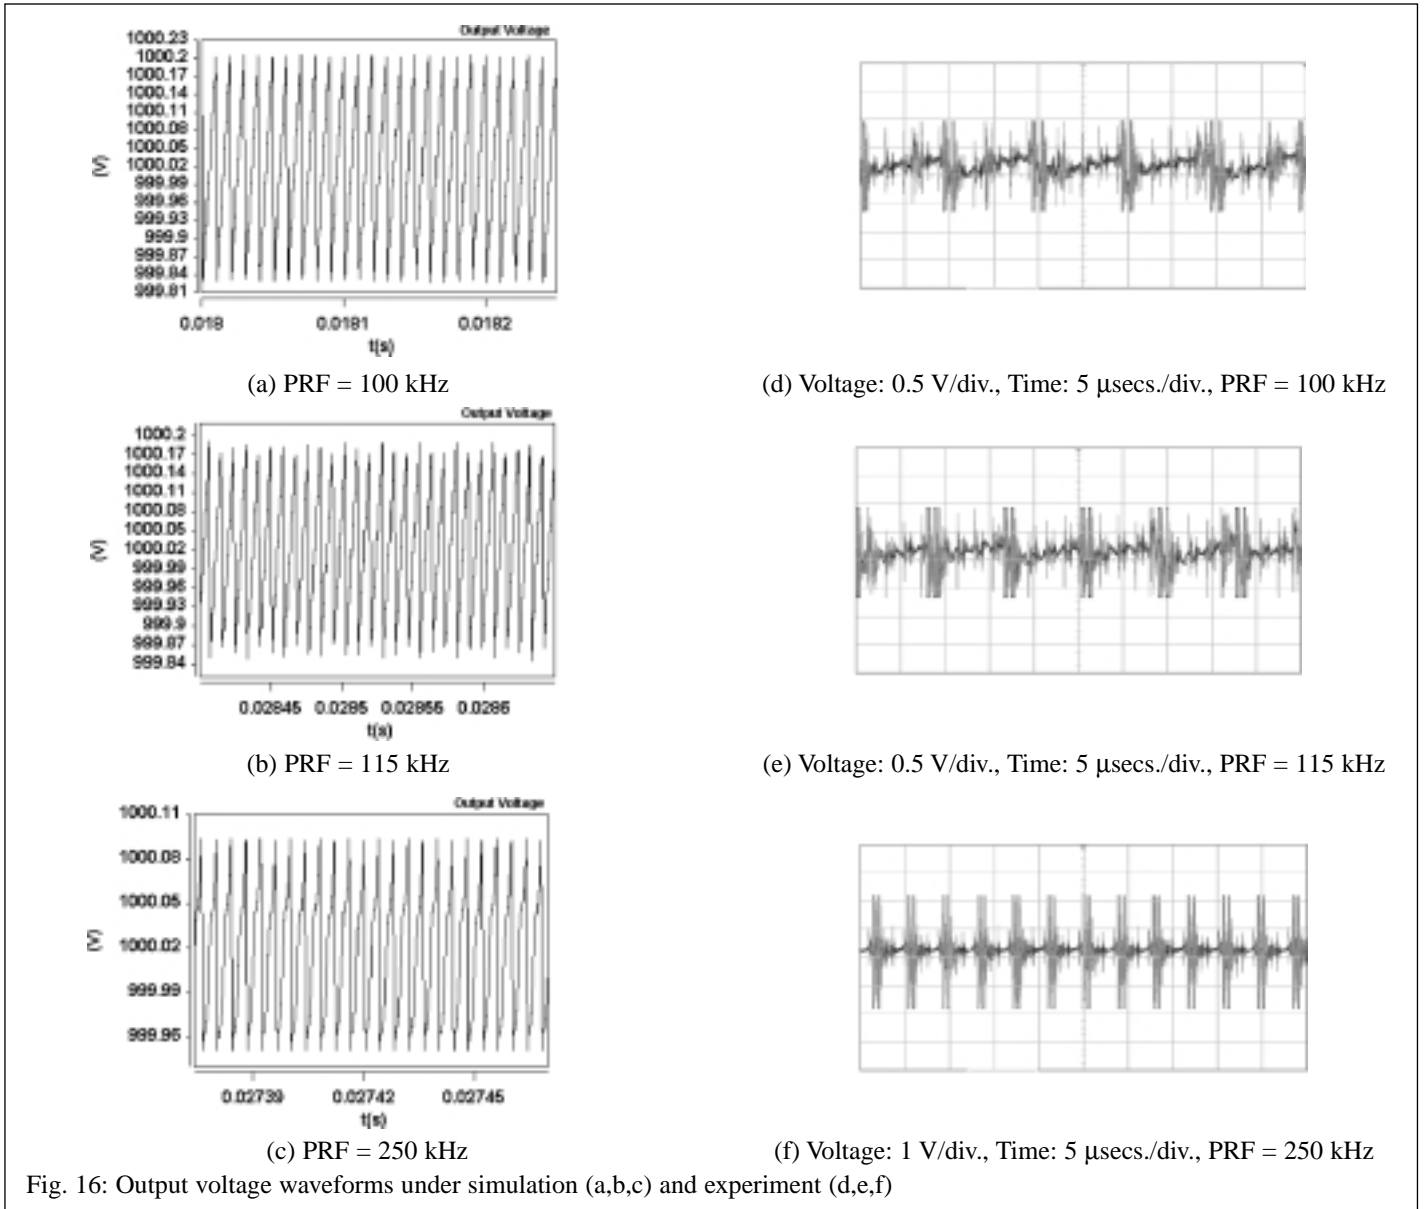 Output Voltage
1000.23
1000.2
1000.17
1000.14
1000.11
1000.08
1000.05
1000.02
999.99
999.96
999.93
999.9
999.87
999.84
999.81
(V)
0.018 0.0181 0.0182
t(s)
(a) PRF = 100 kHz
(d) Voltage: 0.5 V/div., Time: 5 μsecs./div., PRF = 100 kHz
Output Voltage
1000.2
1000.17
1000.14
1000.11
1000.08
1000.05
1000.02
999.99
999.96
999.93
999.9
999.87
999.84
(V)
0.02845 0.0285 0.02855 0.0286
t(s)
(b) PRF = 115 kHz
(e) Voltage: 0.5 V/div., Time: 5 μsecs./div., PRF = 115 kHz
Output Voltage
1000.11
1000.08
1000.05
1000.02
999.99
999.96
(V)
0.02739 0.02742 0.02745
t(s)
(c) PRF = 250 kHz
(f) Voltage: 1 V/div., Time: 5 μsecs./div., PRF = 250 kHz
Fig. 16: Output voltage waveforms under simulation (a,b,c) and experiment (d,e,f)